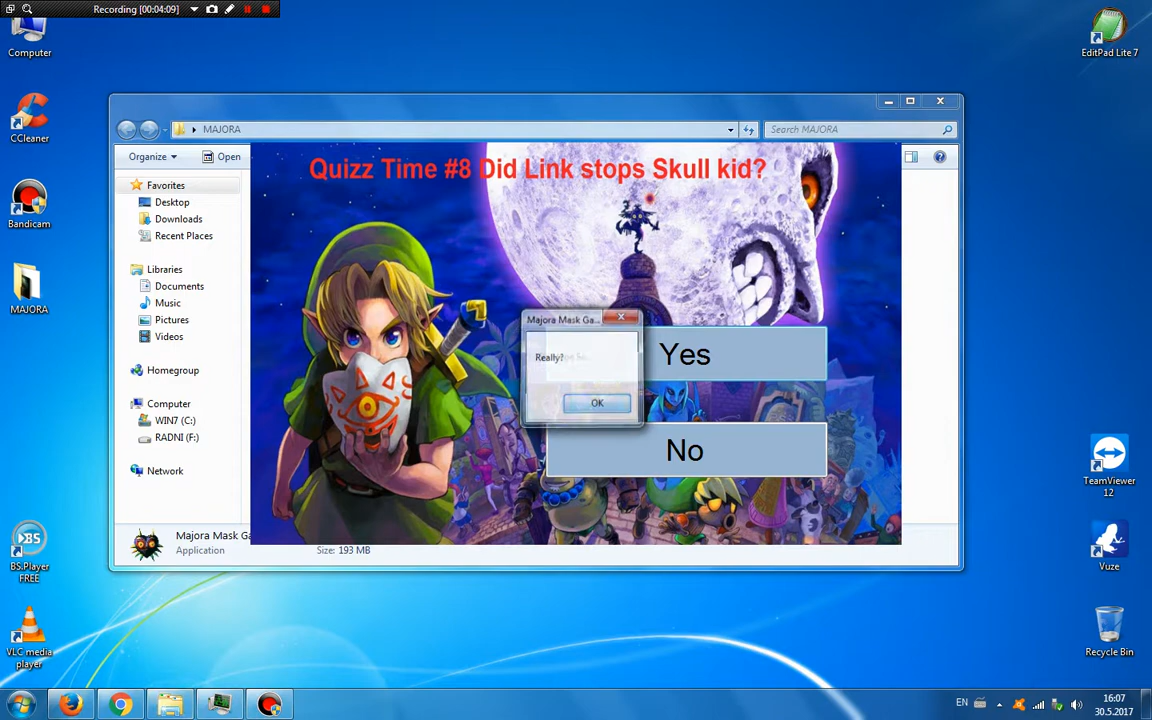 Recording [00:04:09]
Computer
EditPad Lite 7
CCleaner
Bandicam
MAJORA
BS.Player
FREE
VLC media
player
MAJORA
Search MAJORA
Organize
Open
Favorites
Desktop
Downloads
Recent Places
Libraries
Documents
Music
Pictures
Videos
Homegroup
Computer
WIN7 (C:)
RADNI (F:)
Network
Quizz Time #8 Did Link stops Skull kid?
Majora Mask Ga...
Really?
OK
Yes
No
Majora Mask Ga
Application
Size: 193 MB
TeamViewer
12
Vuze
Recycle Bin
EN
16:07
30.5.2017